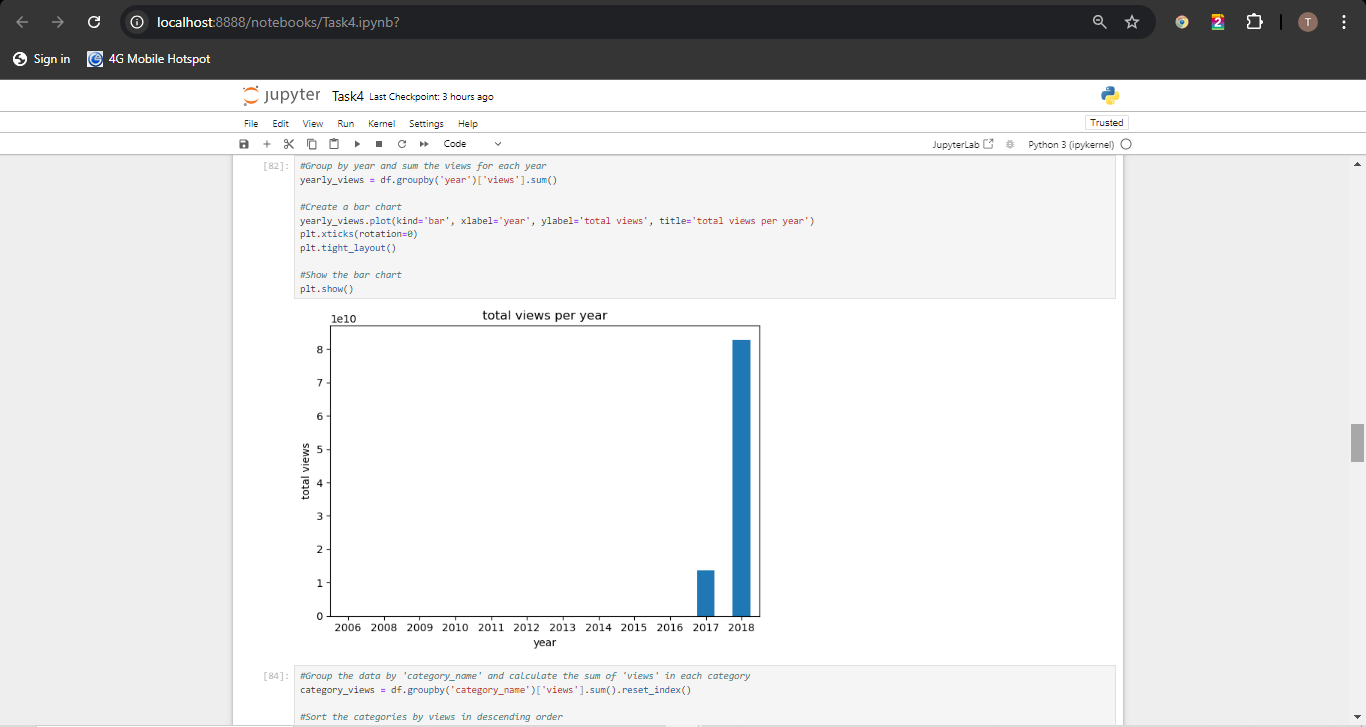 localhost:8888/notebooks/Task4.ipynb?
2
T
Sign in
4G Mobile Hotspot
jupyter Task4 Last Checkpoint: 3 hours ago
File Edit View Run Kernel Settings Help
Trusted
Code
JupyterLab
Python 3 (ipykernel)
[82]:
#Group by year and sum the views for each year
yearly_views = df.groupby('year')['views'].sum()
#Create a bar chart
yearly_views.plot(kind='bar', xlabel='year', ylabel='total views', title='total views per year')
plt.xticks(rotation=0)
plt.tight_layout()
#Show the bar chart
plt.show()
1e10
total views per year
8
7
6
5
4
3
2
1
0
total views
2006 2008 2009 2010 2011 2012 2013 2014 2015 2016 2017 2018
year
[84]:
#Group the data by 'category_name' and calculate the sum of 'views' in each category
category_views = df.groupby('category_name')['views'].sum().reset_index()
#Sort the categories by views in descending order